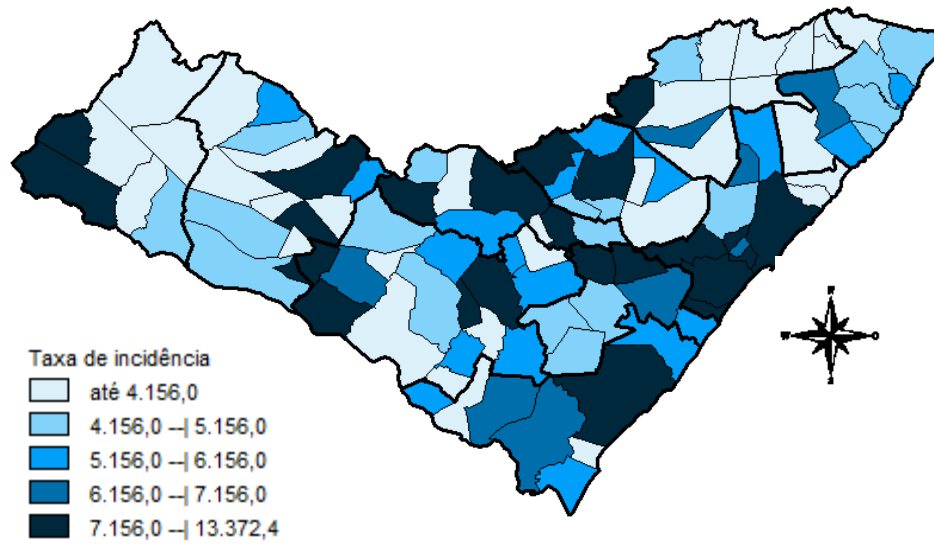 Taxa de incidência
até 4.156,0
4.156,0 --| 5.156,0
5.156,0 --| 6.156,0
6.156,0 --| 7.156,0
7.156,0 --| 13.372,4
W